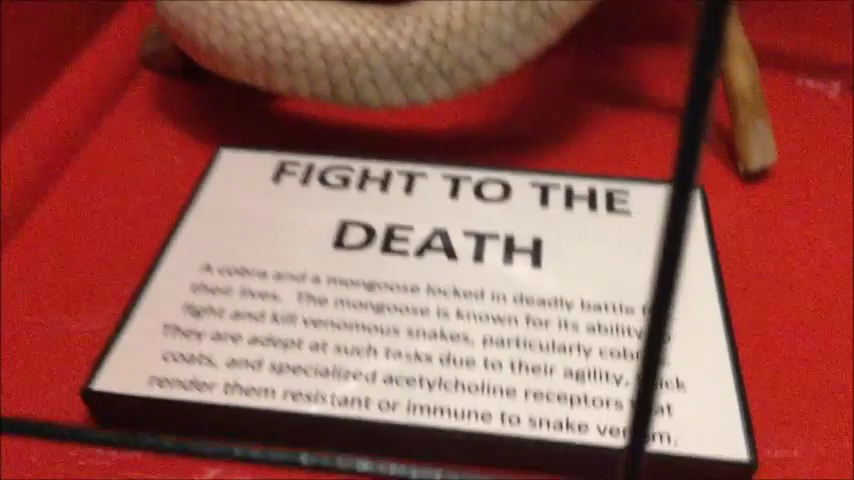 FIGHT TO THE
DEATH
A cobra and a mongoose locked in deadly battle
their lives. The mongoose is known for its ability
fight and kill venomous snakes, particularly
They are adept at such tasks due to their agility,
coats, and specialized acetylcholine receptors
render them resistant or immune to snake venom.